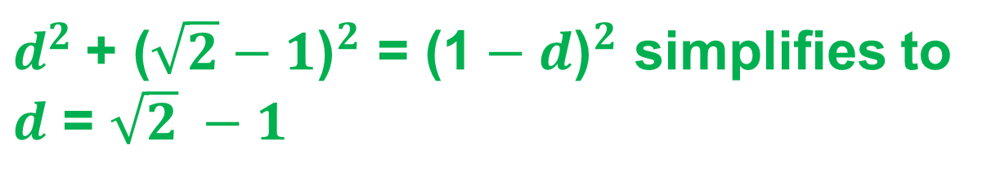 d² + (√2 − 1)² = (1 − d)² simplifies to
d = √2 − 1